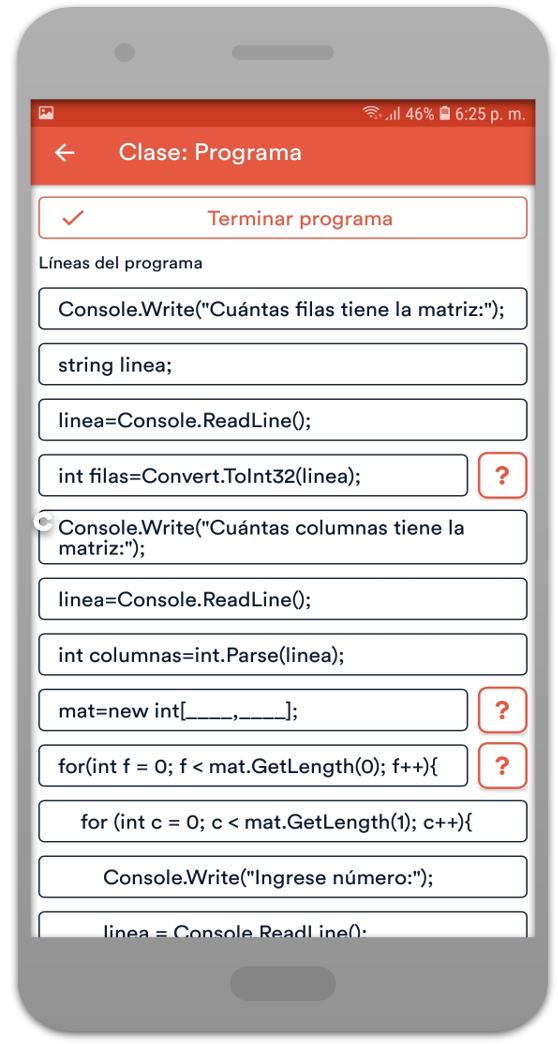 46% 6:25 p. m.
Clase: Programa
Terminar programa
Líneas del programa
Console.Write("Cuántas filas tiene la matriz:");
string linea;
linea=Console.ReadLine();
int filas=Convert.ToInt32(linea);
?
C
Console.Write("Cuántas columnas tiene la
matriz:");
linea=Console.ReadLine();
int columnas=int.Parse(linea);
mat=new int[____,____];
?
for(int f = 0; f < mat.GetLength(0); f++){
?
for (int c = 0; c < mat.GetLength(1); c++){
Console.Write("Ingrese número:");
linea = Console.ReadLine();